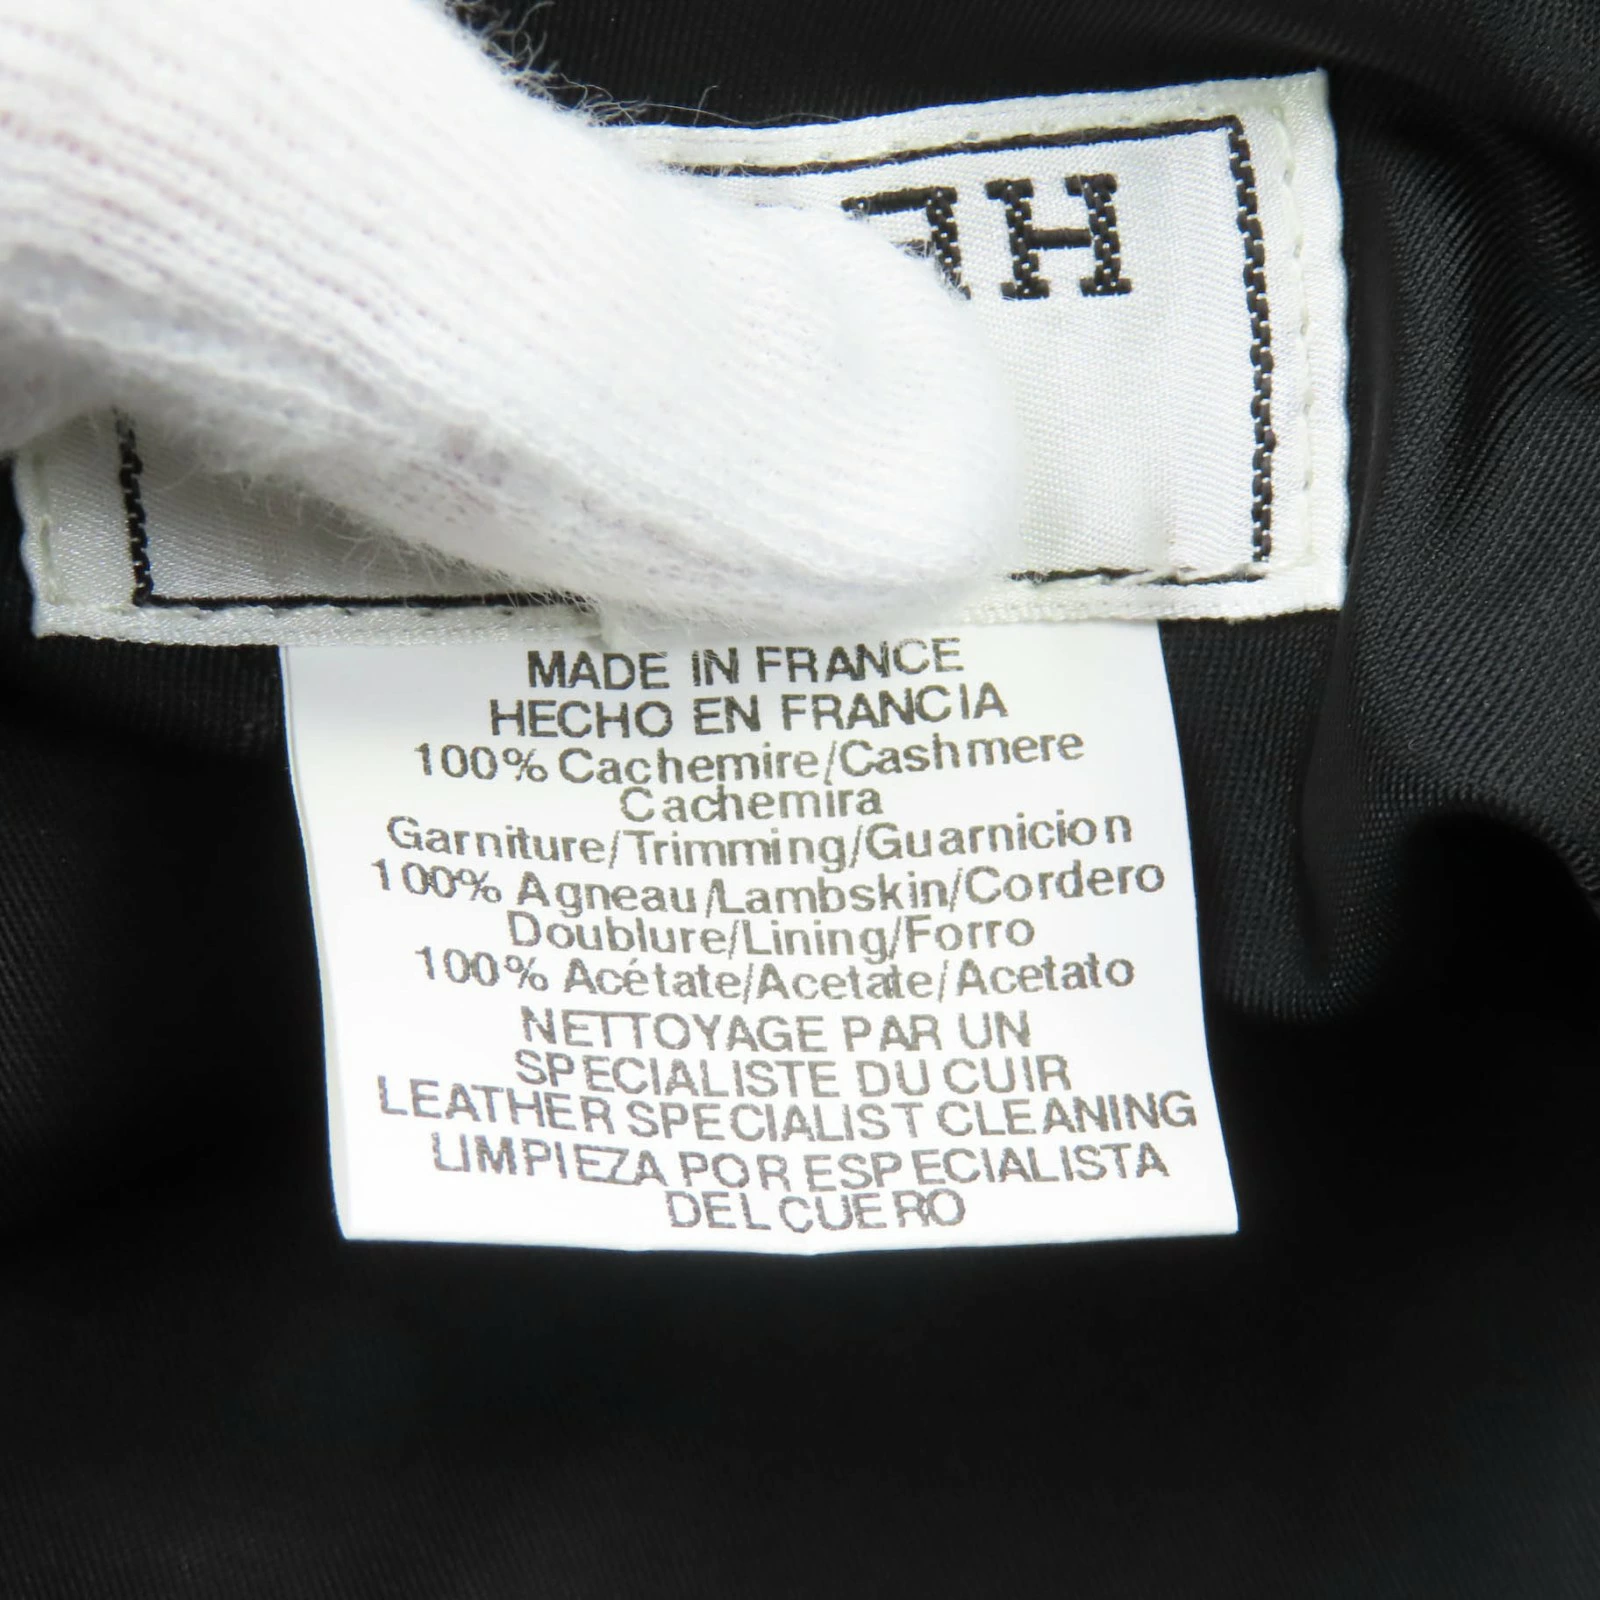 MADE IN FRANCE
HECHO EN FRANCIA
100% Cachemire/Cashmere
Cachemira
Garniture/Trimming/Guarnicion
100% Agneau/Lambskin/Cordero
Doublure/Lining/Forro
100% Acétate/Acetate/Acetato
NETTOYAGE PAR UN
SPECIALISTE DU CUIR
LEATHER SPECIALIST CLEANING
LIMPIEZA POR ESPECIALISTA
DEL CUERO